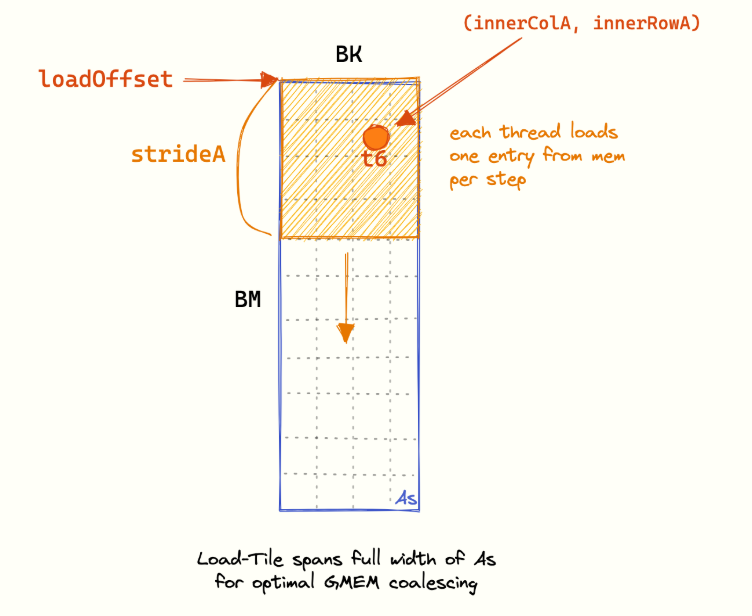 (innerColA, innerRowA)
BK
loadOffset
each thread loads
one entry from mem
per step
strideA
t6
BM
As
Load-Tile spans full width of As
for optimal GMEM coalescing